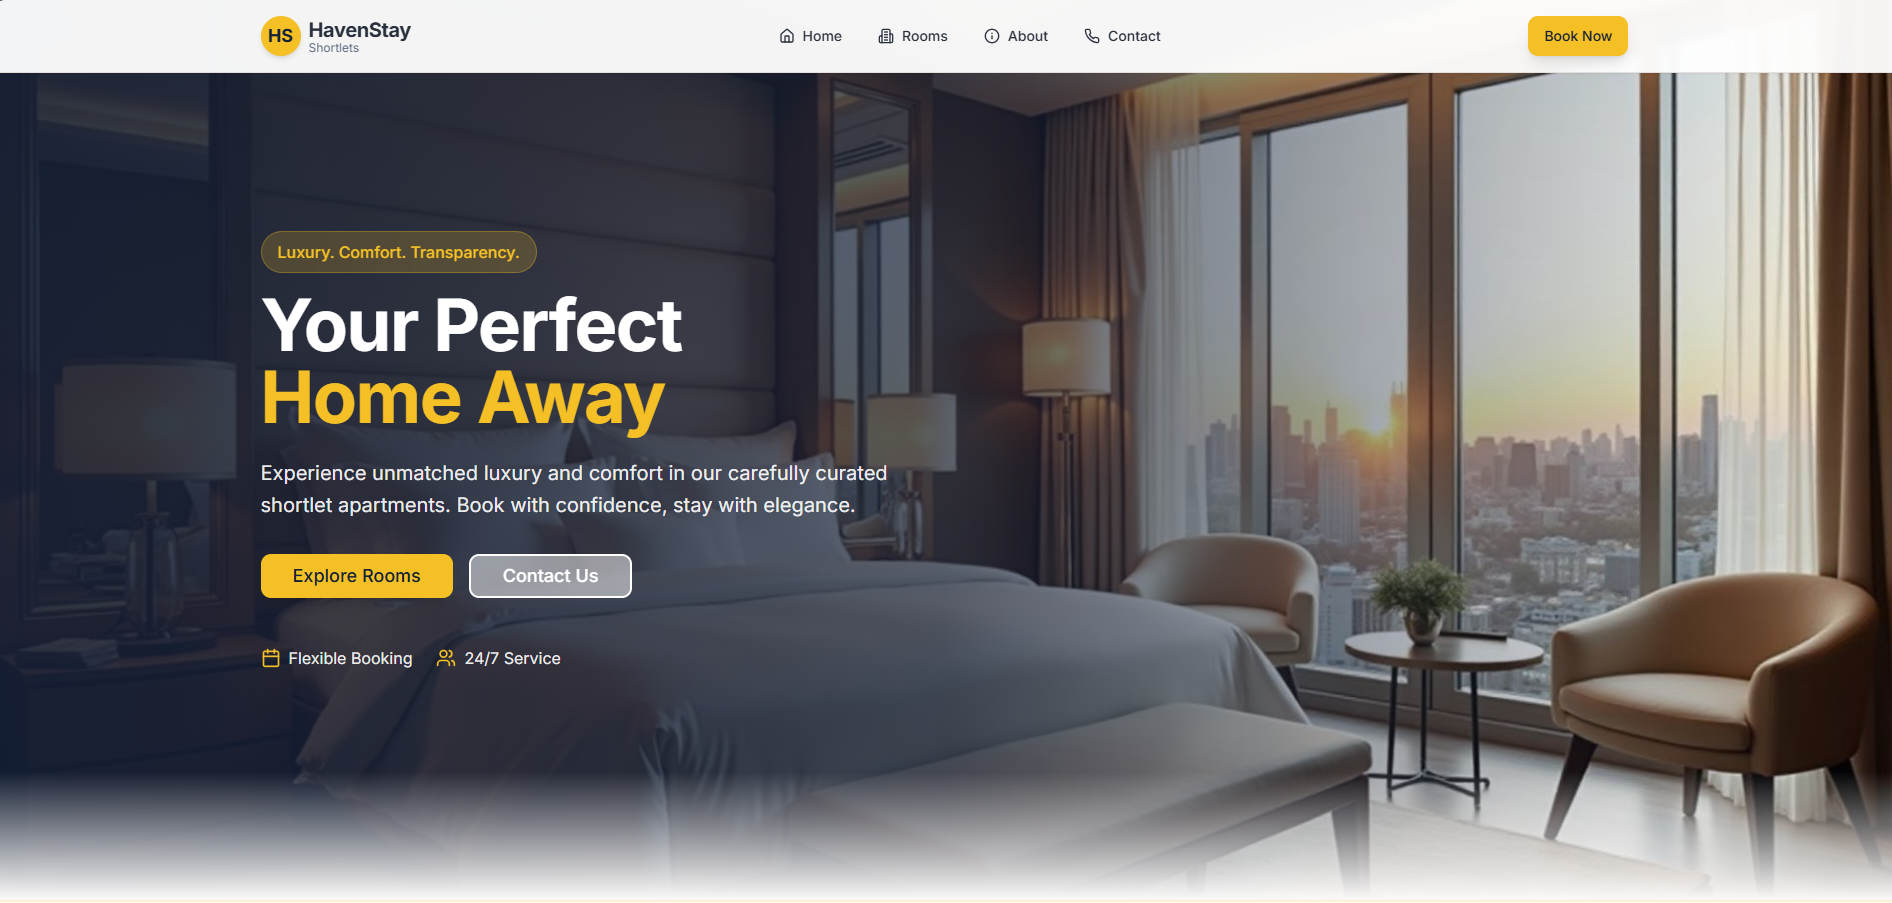 HS
HavenStay
Shortlets
Home
Rooms
About
Contact
Book Now
Luxury. Comfort. Transparency.
Your Perfect
Home Away
Experience unmatched luxury and comfort in our carefully curated
shortlet apartments. Book with confidence, stay with elegance.
Explore Rooms
Contact Us
Flexible Booking
24/7 Service